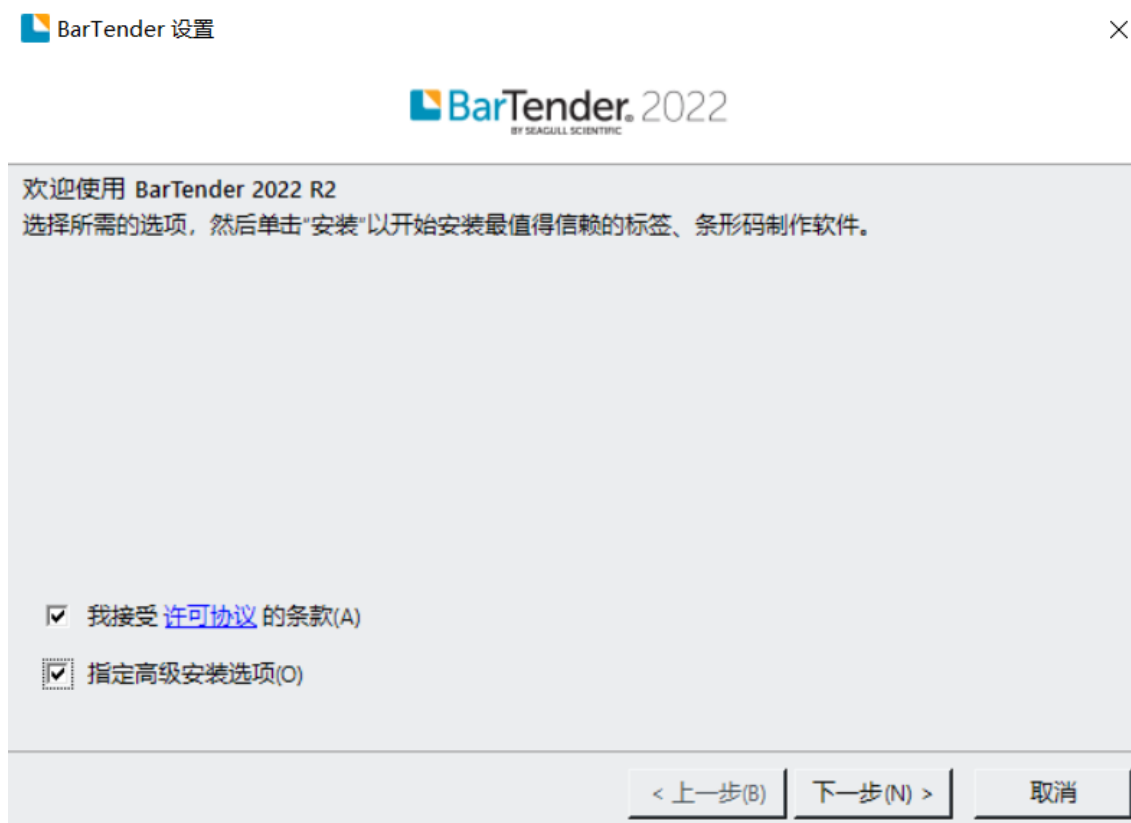 BarTender 设置
BarTender® 2022
BY SEAGULL SCIENTIFIC
欢迎使用 BarTender 2022 R2
选择所需的选项，然后单击“安装”以开始安装最值得信赖的标签、条形码制作软件。
我接受 许可协议 的条款(A)
指定高级安装选项(O)
< 上一步(B) 下一步(N) > 取消